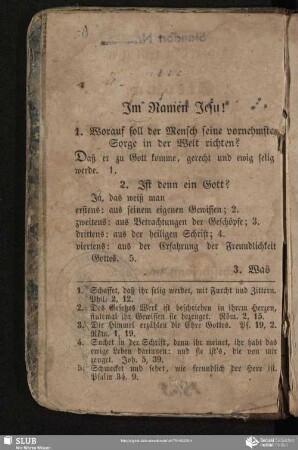 Im Namen Jesu!
1. Worauf soll der Mensch seine vornehmste
Sorge in der Welt richten?
Daß er zu Gott komme, gerecht und ewig selig
werde. 1.
2. Ist denn ein Gott?
Ja, das weiß man
erstens: aus seinem eigenen Gewissen; 2.
zweitens: aus Betrachtungen der Geschöpfe; 3.
drittens: aus der heiligen Schrift; 4.
viertens: aus der Erfahrung der Freundlichkeit
Gottes. 5.
3. Was
1. Schaffet, daß ihr selig werdet, mit Furcht und Zittern.
Phil. 2, 12.
2. Des Gesetzes Werk ist beschrieben in ihrem Herzen,
sintemal ihr Gewissen sie bezeuget. Röm. 2, 15.
3. Die Himmel erzählen die Ehre Gottes. Ps. 19, 2.
Röm. 1, 19.
4. Suchet in der Schrift, denn ihr meinet, ihr habt das
ewige Leben darinnen; und sie ist's, die von mir
zeuget. Joh. 5, 39.
5. Schmecket und sehet, wie freundlich der Herr ist.
Psalm 34, 9.
SLUB
Wir führen Wissen.